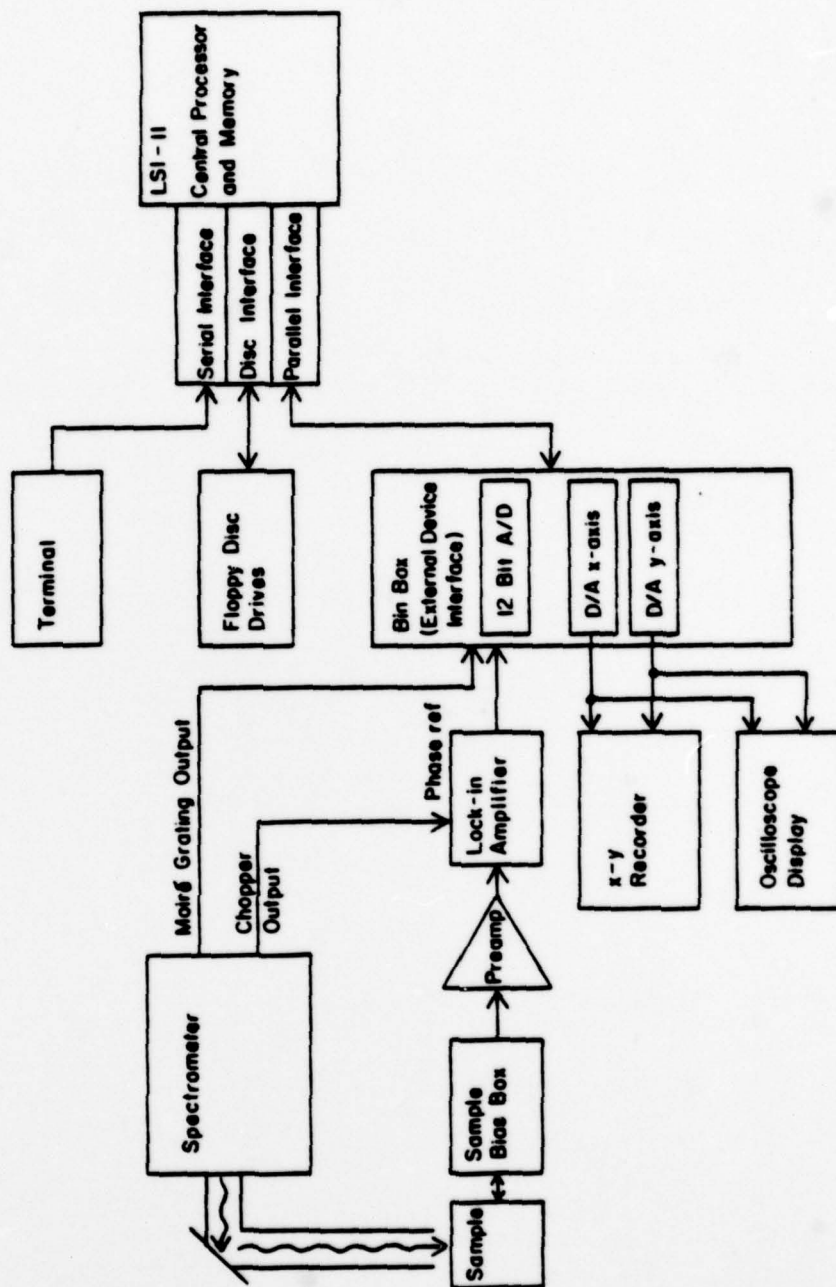 Spectrometer
Moiré Grating Output
Chopper
Output
Sample
Sample
Bias Box
Preamp
Phase ref
Lock-in
Amplifier
Bin Box
(External Device
Interface)
12 Bit A/D
D/A x-axis
D/A y-axis
x-y
Recorder
Oscilloscope
Display
Terminal
Floppy Disc
Drives
Serial Interface
Disc Interface
Parallel Interface
LSI-11
Central Processor
and Memory